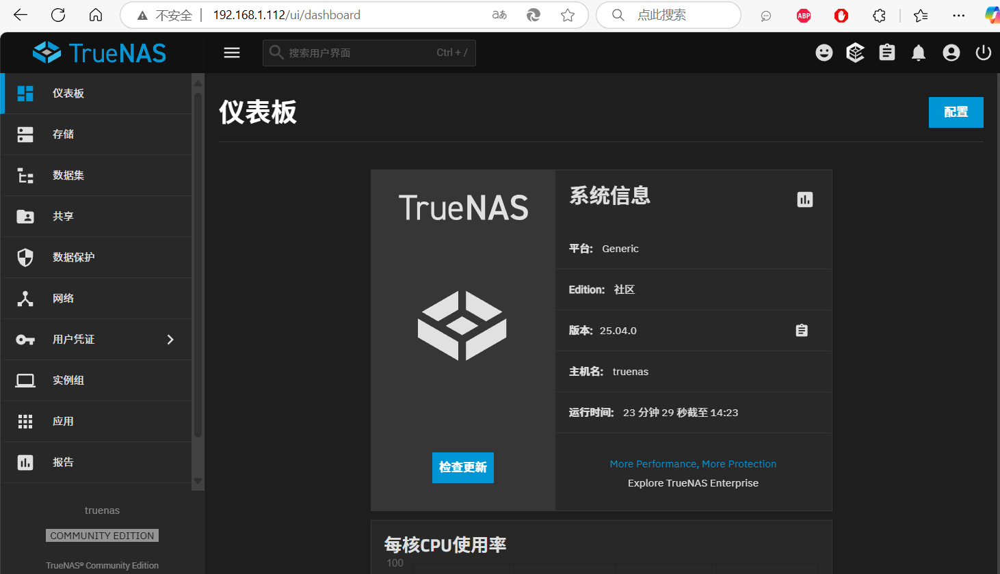 不安全 192.168.1.112/ui/dashboard aあ 点此搜索 ABP
TrueNAS 搜索用户界面 Ctrl + /
仪表板
存储
数据集
共享
数据保护
网络
用户凭证
实例组
应用
报告
truenas
COMMUNITY EDITION
TrueNAS® Community Edition
仪表板 配置
TrueNAS
检查更新
系统信息
平台: Generic
Edition: 社区
版本: 25.04.0
主机名: truenas
运行时间: 23 分钟 29 秒截至 14:23
More Performance, More Protection
Explore TrueNAS Enterprise
每核CPU使用率
100